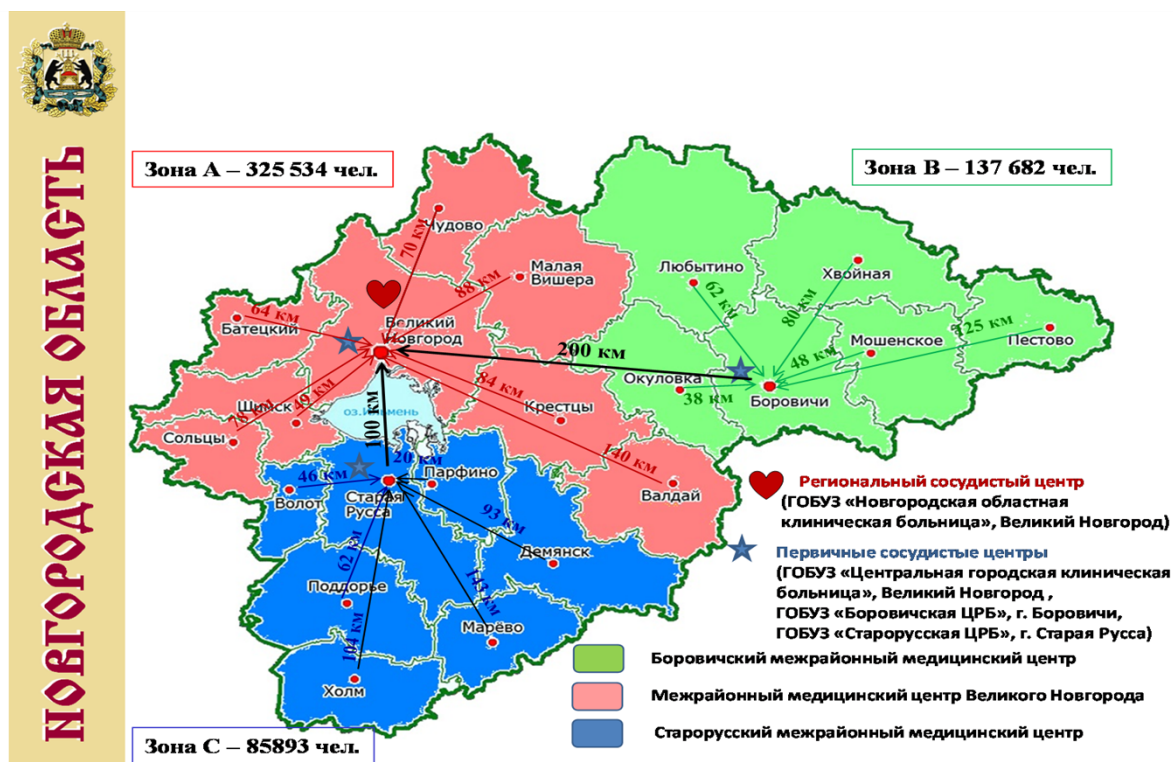 НОВГОРОДСКАЯ ОБЛАСТЬ
Зона А – 325 534 чел.
Зона В – 137 682 чел.
Чудово
70 км
Малая
Вишера
88 км
Любытино
62 км
Хвойная
80 км
64 км
Батецкий
Великий
Новгород
200 км
125 км
Пестово
Мошенское
48 км
Окуловка
38 км
Боровичи
84 км
Крестцы
78 км
Шимск
49 км
Сольцы
оз.Ильмень
100 км
140 км
Валдай
20 км
Парфино
46 км
Волот
Старая
Русса
93 км
Демянск
62 км
Поддорье
143 км
Марёво
104 км
Холм
Региональный сосудистый центр
(ГОБУЗ «Новгородская областная
клиническая больница», Великий Новгород)
Первичные сосудистые центры
(ГОБУЗ «Центральная городская клиническая
больница», Великий Новгород ,
ГОБУЗ «Боровичская ЦРБ», г. Боровичи,
ГОБУЗ «Старорусская ЦРБ», г. Старая Русса)
Боровичский межрайонный медицинский центр
Межрайонный медицинский центр Великого Новгорода
Старорусский межрайонный медицинский центр
Зона С – 85893 чел.